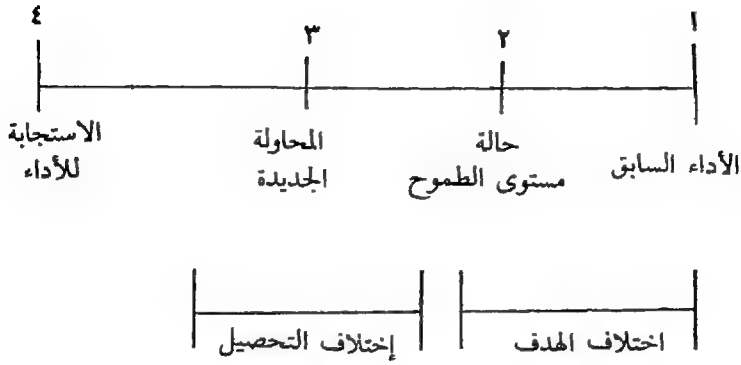 ١ ٢ ٣ ٤
الأداء السابق
حالة
مستوى الطموح
المحاولة
الجديدة
الاستجابة
للأداء
اختلاف الهدف
إختلاف التحصيل